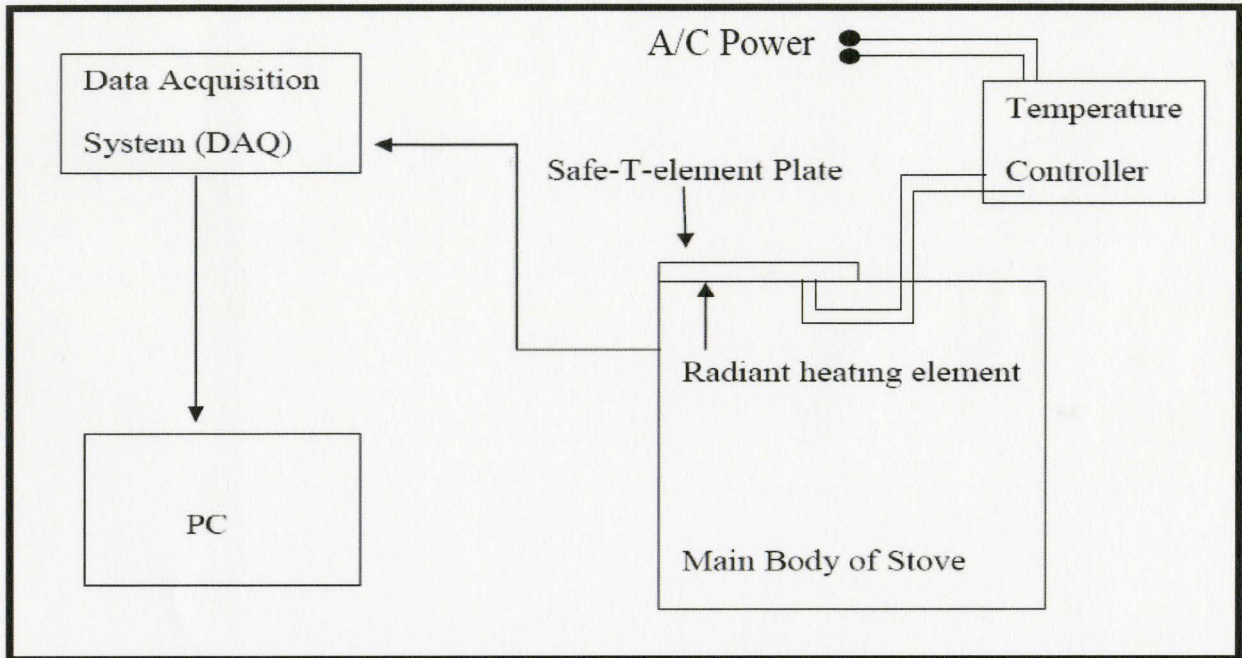 A/C Power
Data Acquisition
System (DAQ)
Temperature
Controller
Safe-T-element Plate
Radiant heating element
PC
Main Body of Stove